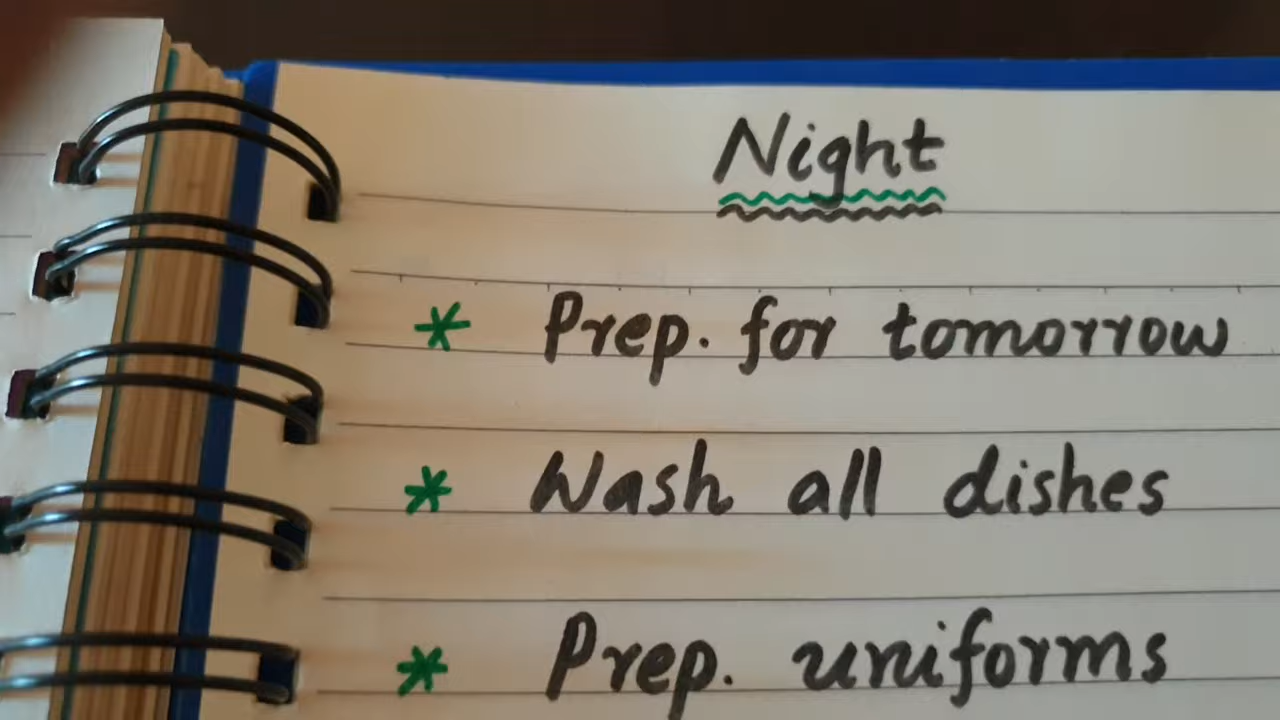 Night
* Prep. for tomorrow
* Wash all dishes
* Prep. uniforms